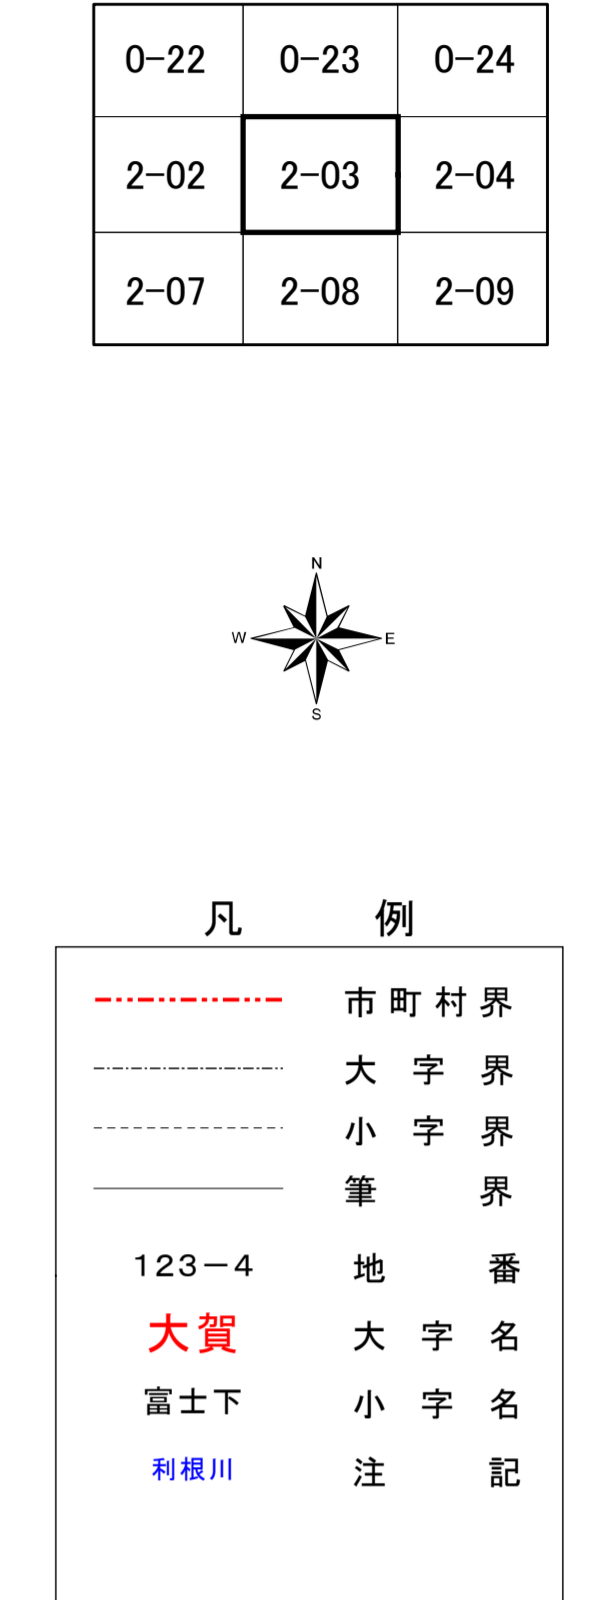 0-22 0-23 0-24
2-02 2-03 2-04
2-07 2-08 2-09
N
W E
S
凡例
市町村界
大字界
小字界
筆界
123-4 地番
大賀 大字名
富士下 小字名
利根川 注記